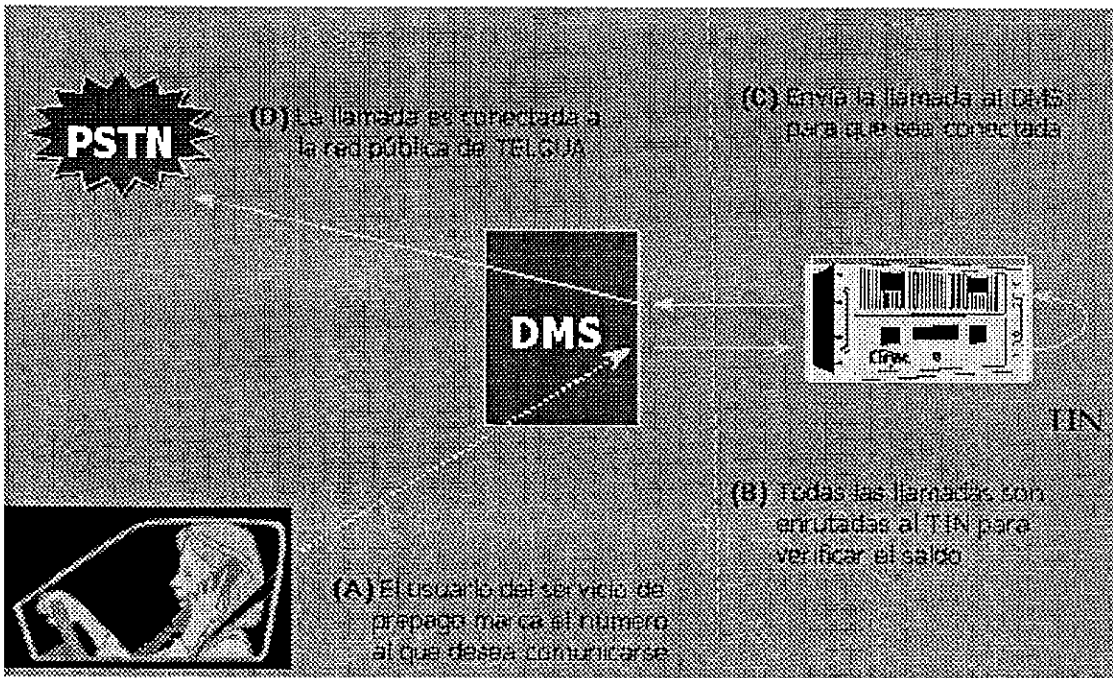 PSTN
(D) La llamada es conectada a
la red pública de TELGUA
(C) Envía la llamada al DMS
para que sea conectada
DMS
TIN
(B) Todas las llamadas son
enrutadas al TIN para
verificar el saldo
(A) El usuario del servicio de
prepago marca el número
al que desea comunicarse